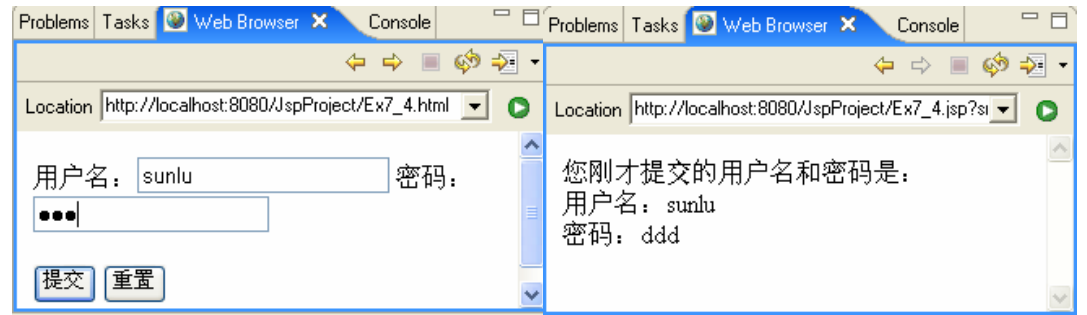 Problems Tasks Web Browser Console
Location http://localhost:8080/JspProject/Ex7_4.html
用户名: sunlu 密码:
●●●
提交 重置
Problems Tasks Web Browser Console
Location http://localhost:8080/JspProject/Ex7_4.jsp?su
您刚才提交的用户名和密码是:
用户名: sunlu
密码: ddd